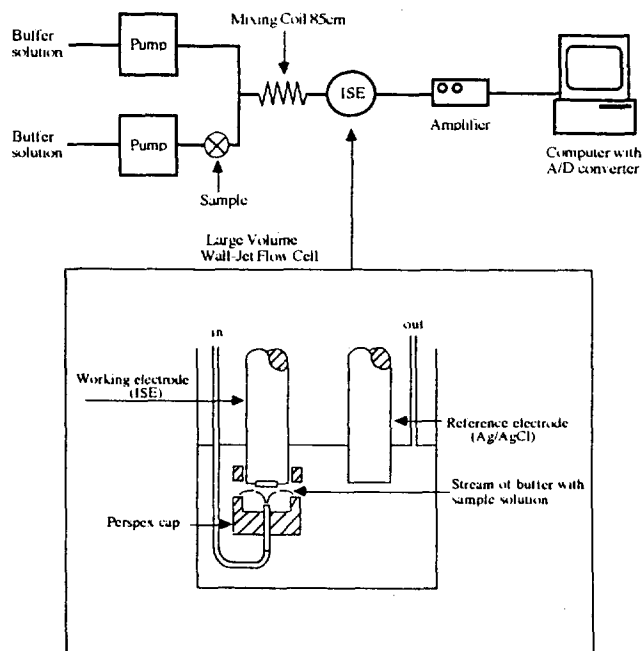 Mixing Coil 85cm
Buffer
solution
Pump
ISE
Amplifier
Computer with
A/D converter
Buffer
solution
Pump
Sample
Large Volume
Wall-Jet Flow Cell
in
out
Working electrode
(ISE)
Reference electrode
(Ag/AgCl)
Stream of buffer with
sample solution
Perspex cap